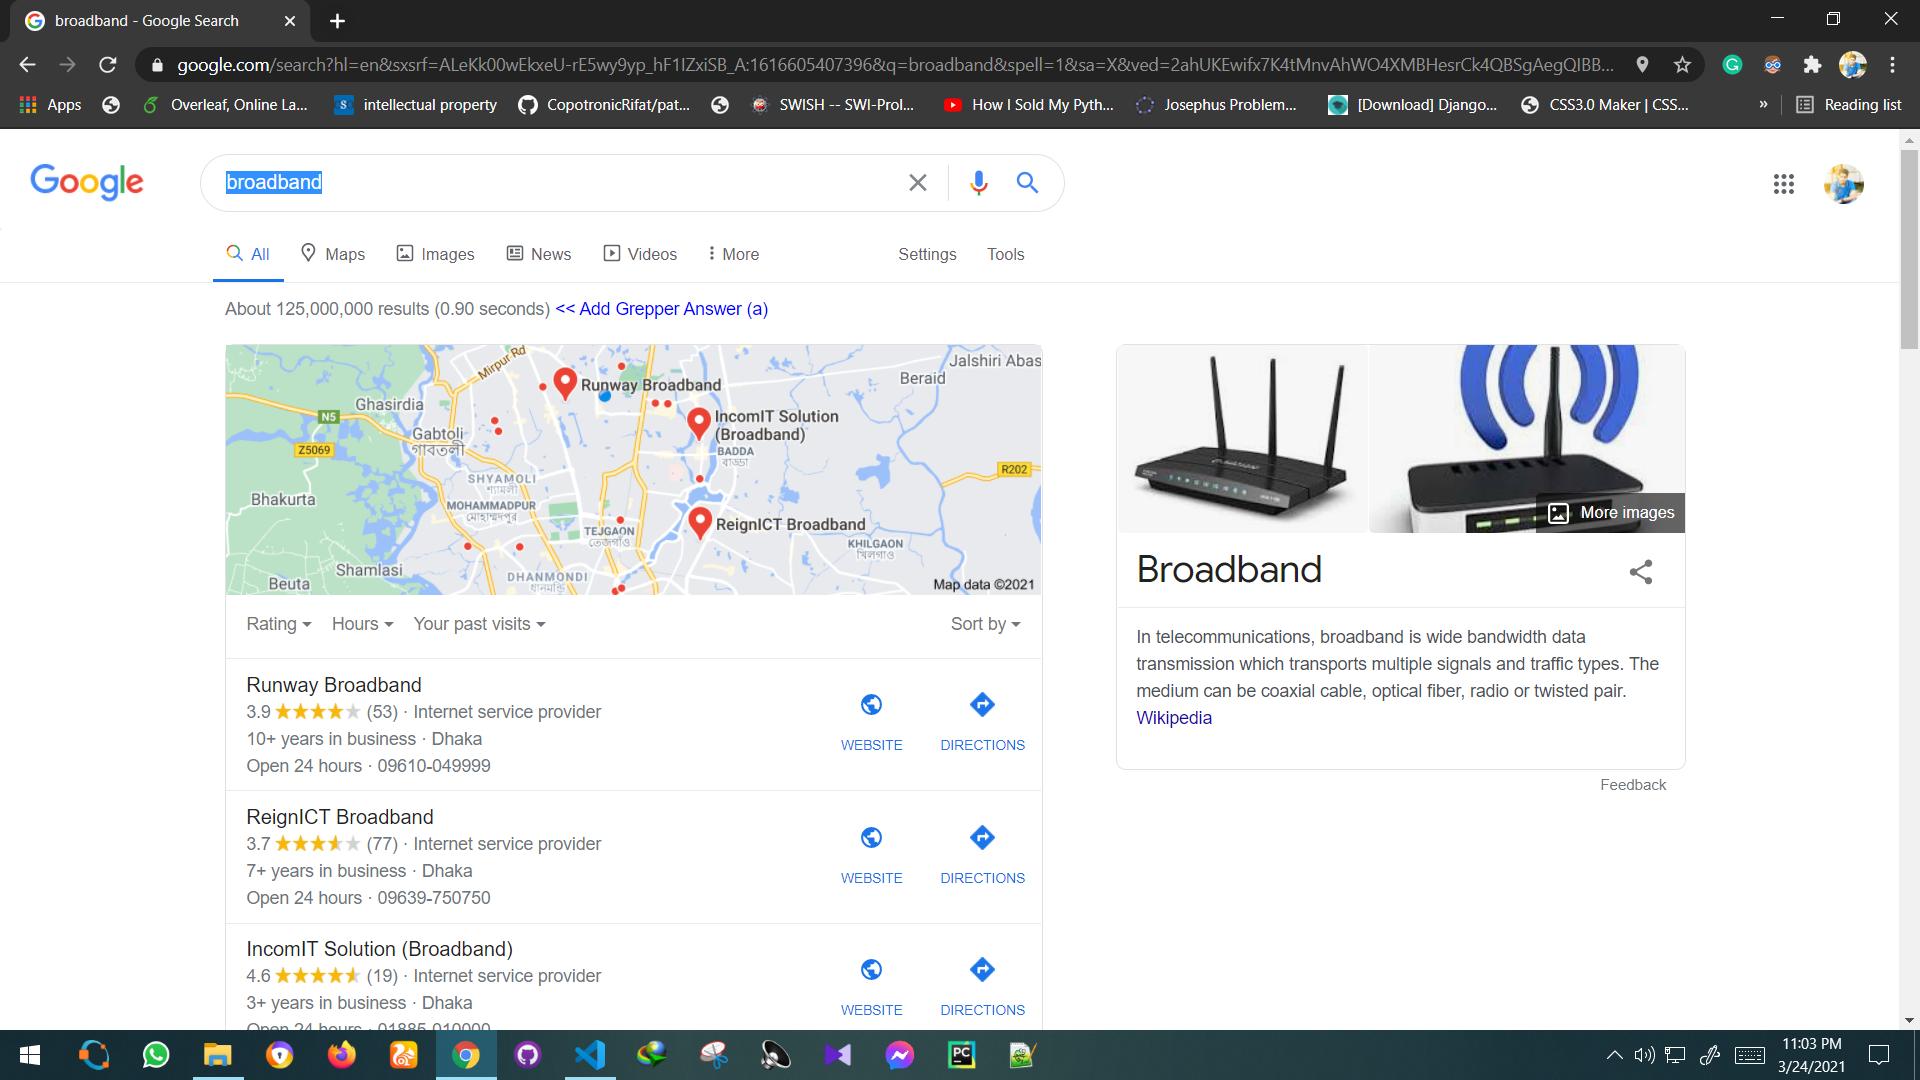 broadband - Google Search
google.com/search?hl=en&sxsrf=ALeKk00wEkxeU-rE5wy9yp_hF1IZxiSB_A:1616605407396&q=broadband&spell=1&sa=X&ved=2ahUKEwifx7K4tMnvAhWO4XMBHesrCk4QBSgAegQIBB...
Apps Overleaf, Online La... intellectual property CopotronicRifat/pat... SWISH -- SWI-Prol... How I Sold My Pyth... Josephus Problem... [Download] Django... CSS3.0 Maker | CSS... » Reading list
Google
broadband
All Maps Images News Videos More Settings Tools
About 125,000,000 results (0.90 seconds) << Add Grepper Answer (a)
Mirpur Rd
Jalshiri Abas
Beraid
Runway Broadband
Ghasirdia
N5
IncomIT Solution
(Broadband)
Gabtoli
গাবতলী
Z5069
BADDA
বাড্ডা
R202
SHYAMOLI
শ্যামলী
Bhakurta
MOHAMMADPUR
মোহাম্মদপুর
ReignICT Broadband
TEJGAON
তেজগাঁও
KHILGAON
খিলগাঁও
Shamlasi
DHANMONDI
ধানমন্ডি
Beuta
Map data ©2021
Rating Hours Your past visits Sort by
Runway Broadband
3.9 (53) · Internet service provider
10+ years in business · Dhaka
Open 24 hours · 09610-049999
WEBSITE DIRECTIONS
ReignICT Broadband
3.7 (77) · Internet service provider
7+ years in business · Dhaka
Open 24 hours · 09639-750750
WEBSITE DIRECTIONS
IncomIT Solution (Broadband)
4.6 (19) · Internet service provider
3+ years in business · Dhaka
Open 24 hours · 01885-010000
WEBSITE DIRECTIONS
More images
Broadband
In telecommunications, broadband is wide bandwidth data
transmission which transports multiple signals and traffic types. The
medium can be coaxial cable, optical fiber, radio or twisted pair.
Wikipedia
Feedback
PC
11:03 PM
3/24/2021